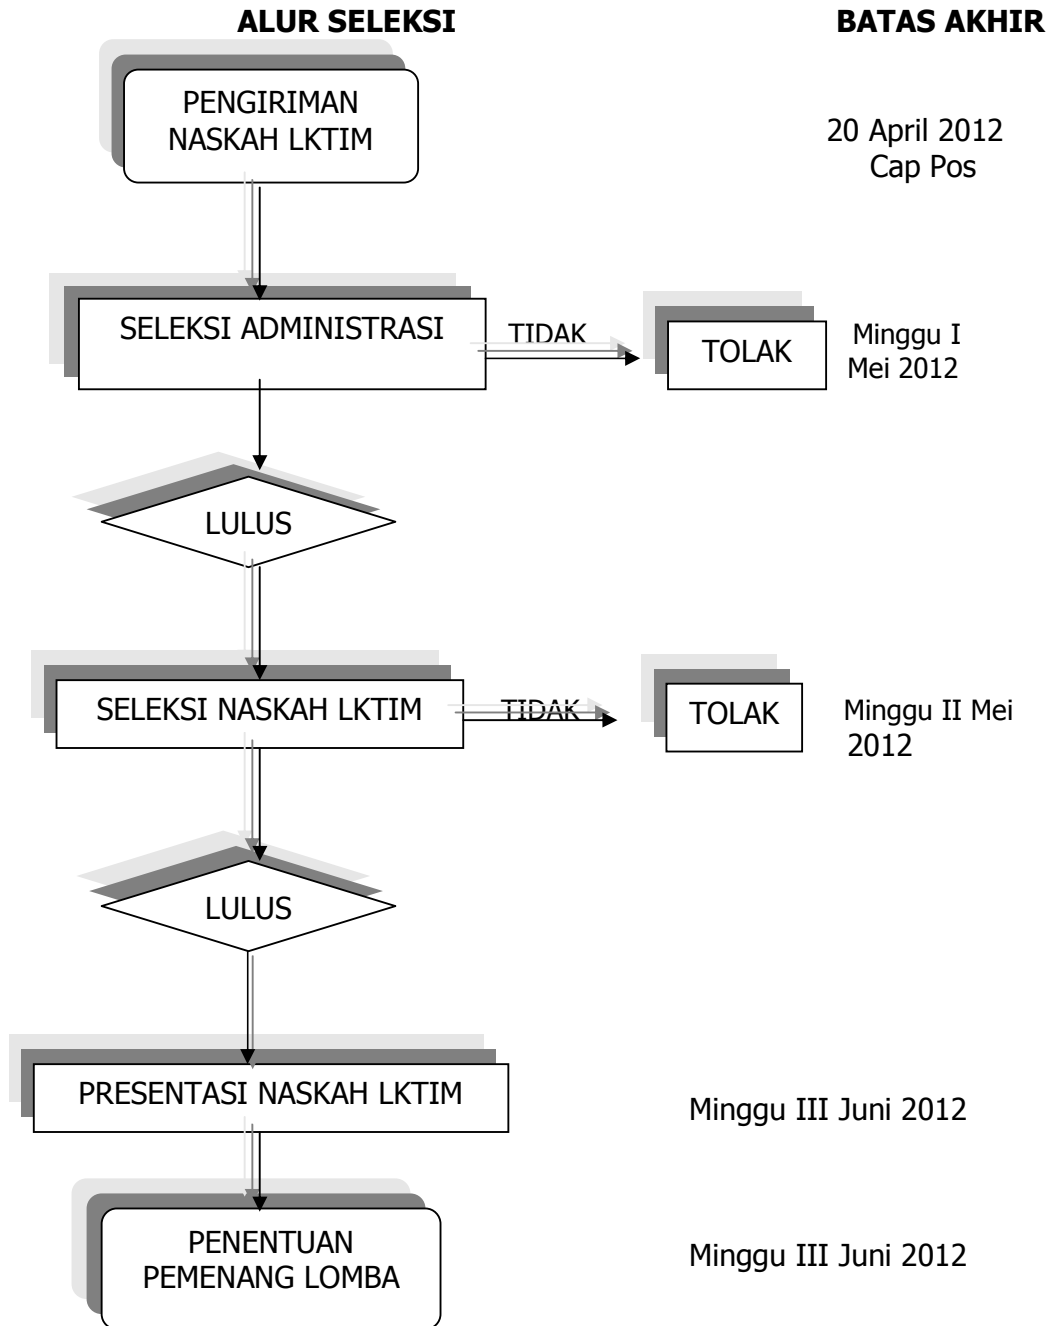 ALUR SELEKSI BATAS AKHIR
PENGIRIMAN
NASKAH LKTIM
20 April 2012
Cap Pos
SELEKSI ADMINISTRASI
TIDAK
TOLAK
Minggu I
Mei 2012
LULUS
SELEKSI NASKAH LKTIM
TIDAK
TOLAK
Minggu II Mei
2012
LULUS
PRESENTASI NASKAH LKTIM
Minggu III Juni 2012
PENENTUAN
PEMENANG LOMBA
Minggu III Juni 2012